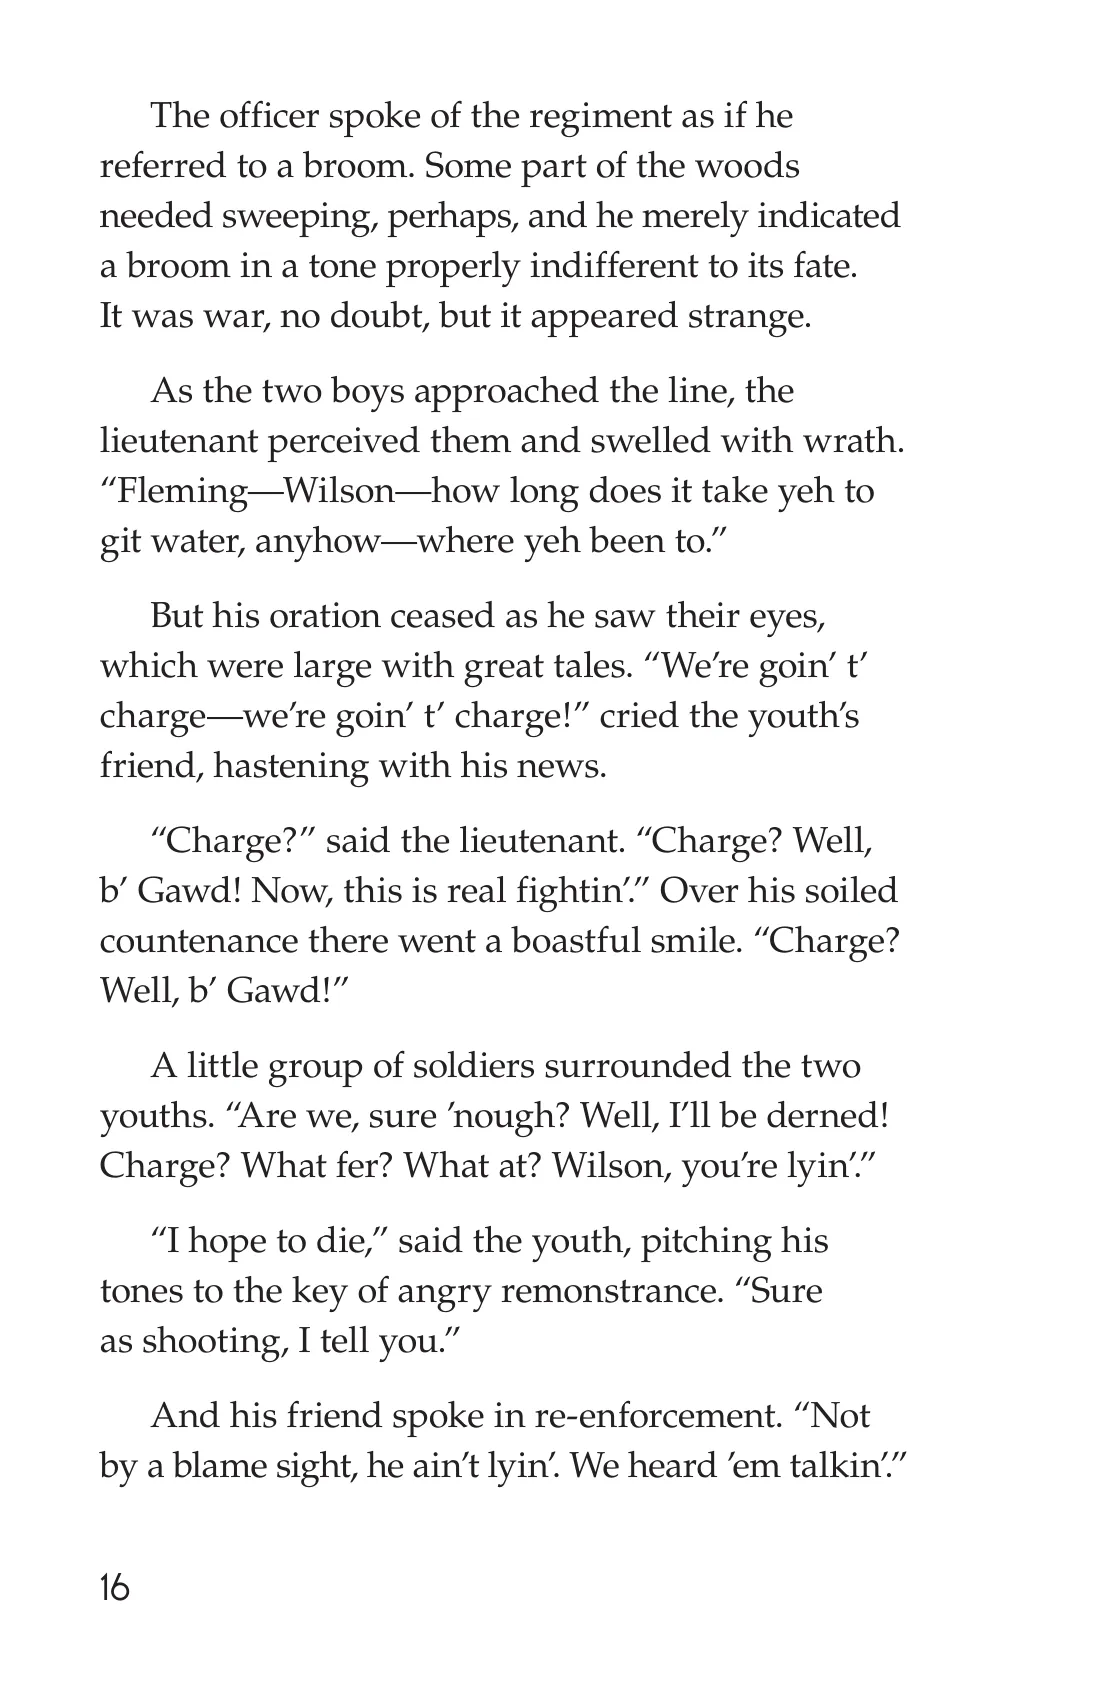 The officer spoke of the regiment as if he
referred to a broom. Some part of the woods
needed sweeping, perhaps, and he merely indicated
a broom in a tone properly indifferent to its fate.
It was war, no doubt, but it appeared strange.
As the two boys approached the line, the
lieutenant perceived them and swelled with wrath.
“Fleming—Wilson—how long does it take yeh to
git water, anyhow—where yeh been to.”
But his oration ceased as he saw their eyes,
which were large with great tales. “We’re goin’ t’
charge—we’re goin’ t’ charge!” cried the youth’s
friend, hastening with his news.
“Charge?” said the lieutenant. “Charge? Well,
b’ Gawd! Now, this is real fightin’.” Over his soiled
countenance there went a boastful smile. “Charge?
Well, b’ Gawd!”
A little group of soldiers surrounded the two
youths. “Are we, sure ’nough? Well, I’ll be derned!
Charge? What fer? What at? Wilson, you’re lyin’.”
“I hope to die,” said the youth, pitching his
tones to the key of angry remonstrance. “Sure
as shooting, I tell you.”
And his friend spoke in re-enforcement. “Not
by a blame sight, he ain’t lyin’. We heard ’em talkin’.”
16